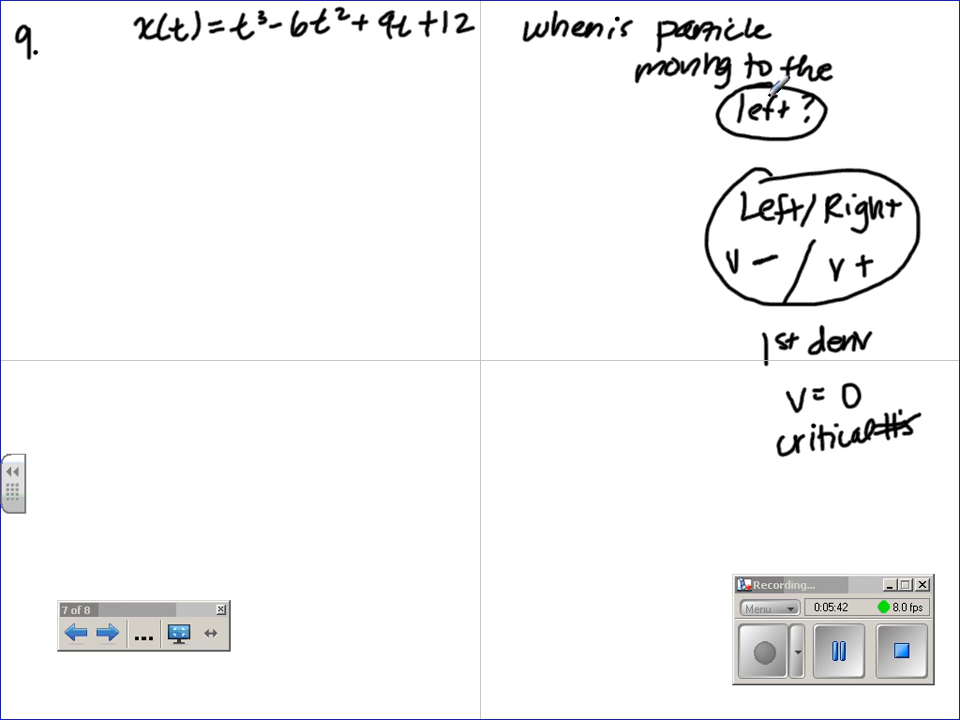 9.
x(t) = t³ - 6t² + 9t + 12
when is particle
moving to the
left?
Left/Right
v - / v +
1st deriv
v = 0
critical #'s
7 of 8
...
Recording...
Menu
0:05:42
8.0 fps